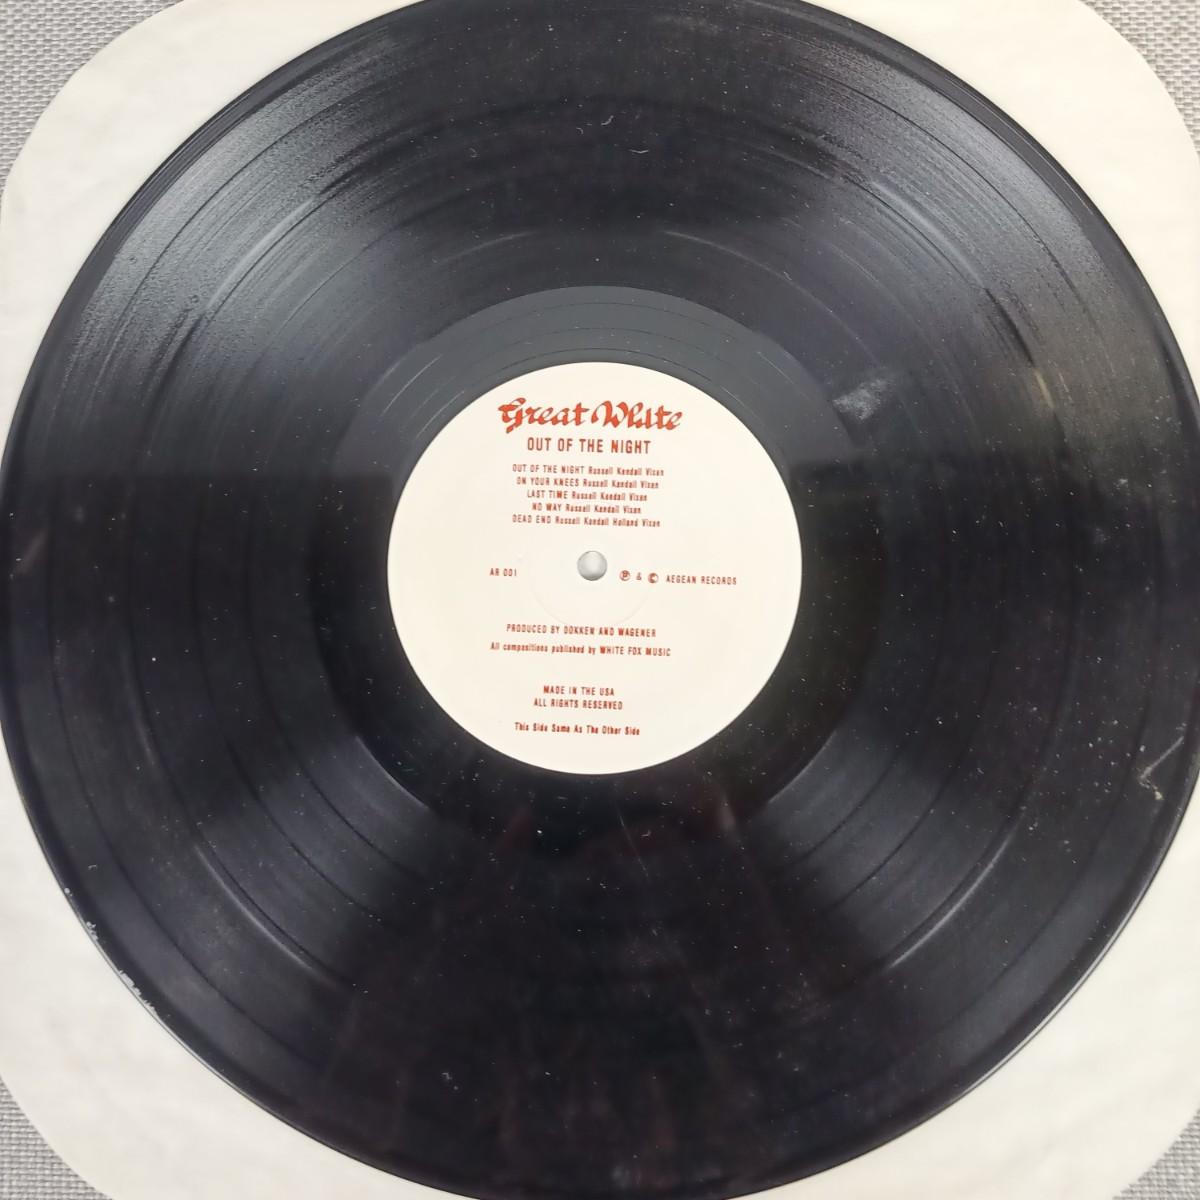 Great White
OUT OF THE NIGHT
OUT OF THE NIGHT Russell Kendall Vixen
ON YOUR KNEES Russell Kendall Vixen
LAST TIME Russell Kendall Vixen
NO WAY Russell Kendall Vixen
DEAD END Russell Kendall Holland Vixen
AR 001
Ⓟ & © AEGEAN RECORDS
PRODUCED BY DOKKEN AND WAGENER
All compositions published by WHITE FOX MUSIC
MADE IN THE USA
ALL RIGHTS RESERVED
This Side Same As The Other Side